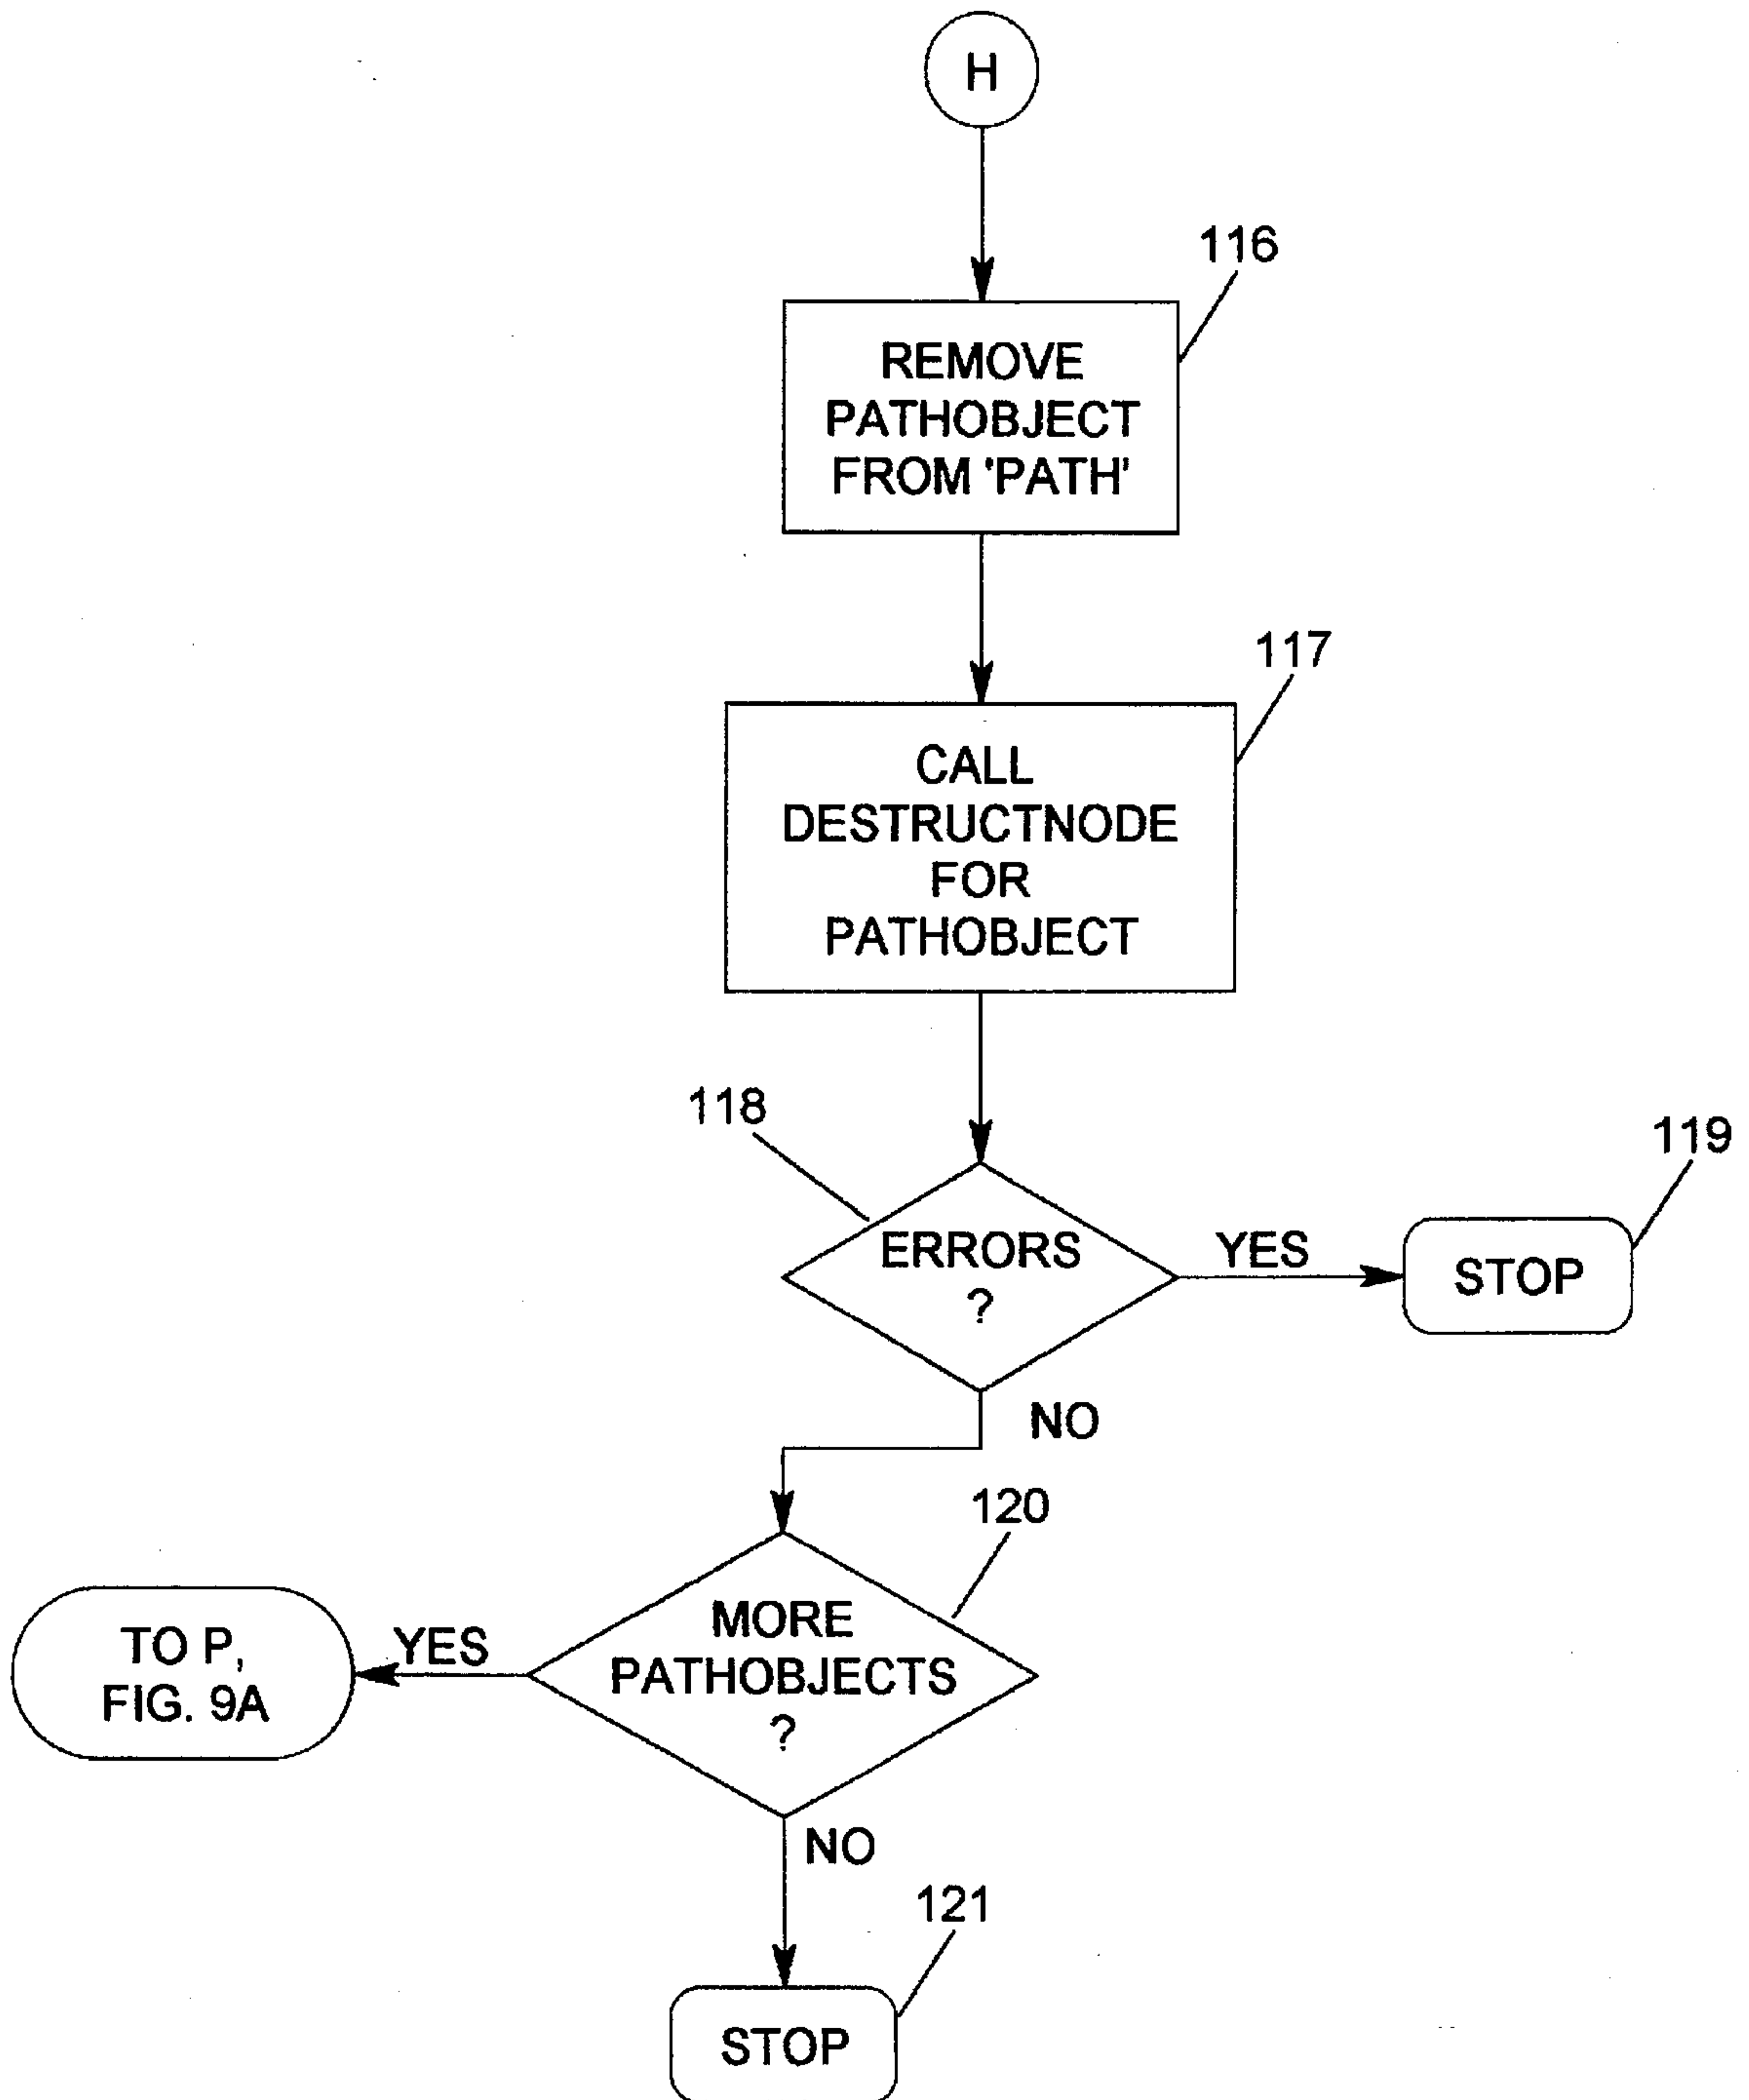 H
116
REMOVE
PATHOBJECT
FROM 'PATH'
117
CALL
DESTRUCTNODE
FOR
PATHOBJECT
118
119
ERRORS
?
YES
STOP
NO
120
MORE
PATHOBJECTS
?
YES
TO P,
FIG. 9A
NO
121
STOP